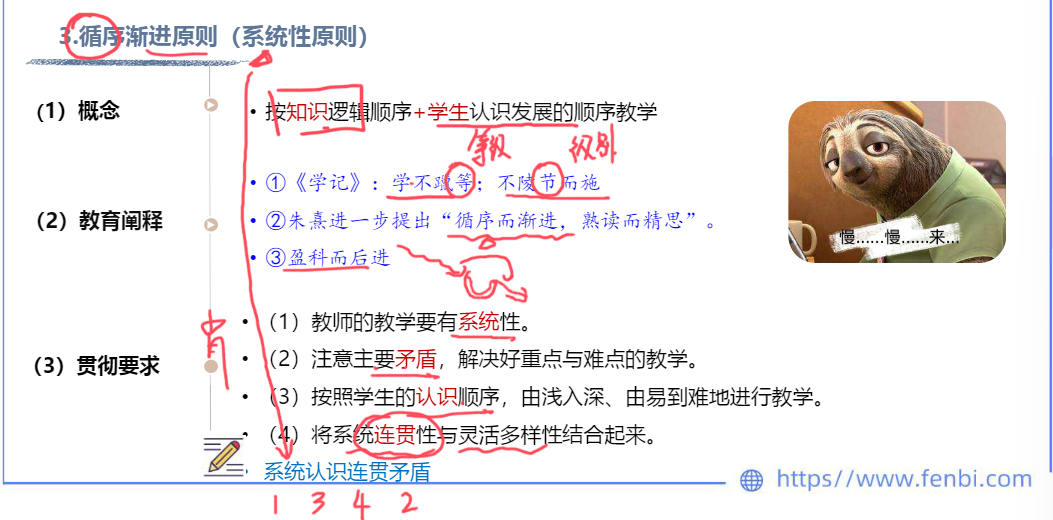 3.循序渐进原则（系统性原则）
（1）概念
• 按知识逻辑顺序+学生认识发展的顺序教学
等级 级别
（2）教育阐释
• ①《学记》：学不躐等；不陵节而施
• ②朱熹进一步提出“循序而渐进，熟读而精思”。
• ③盈科而后进
慢……慢……来…
（3）贯彻要求
• （1）教师的教学要有系统性。
• （2）注意主要矛盾，解决好重点与难点的教学。
• （3）按照学生的认识顺序，由浅入深、由易到难地进行教学。
• （4）将系统连贯性与灵活多样性结合起来。
• 系统认识连贯矛盾
1 3 4 2
https//www.fenbi.com